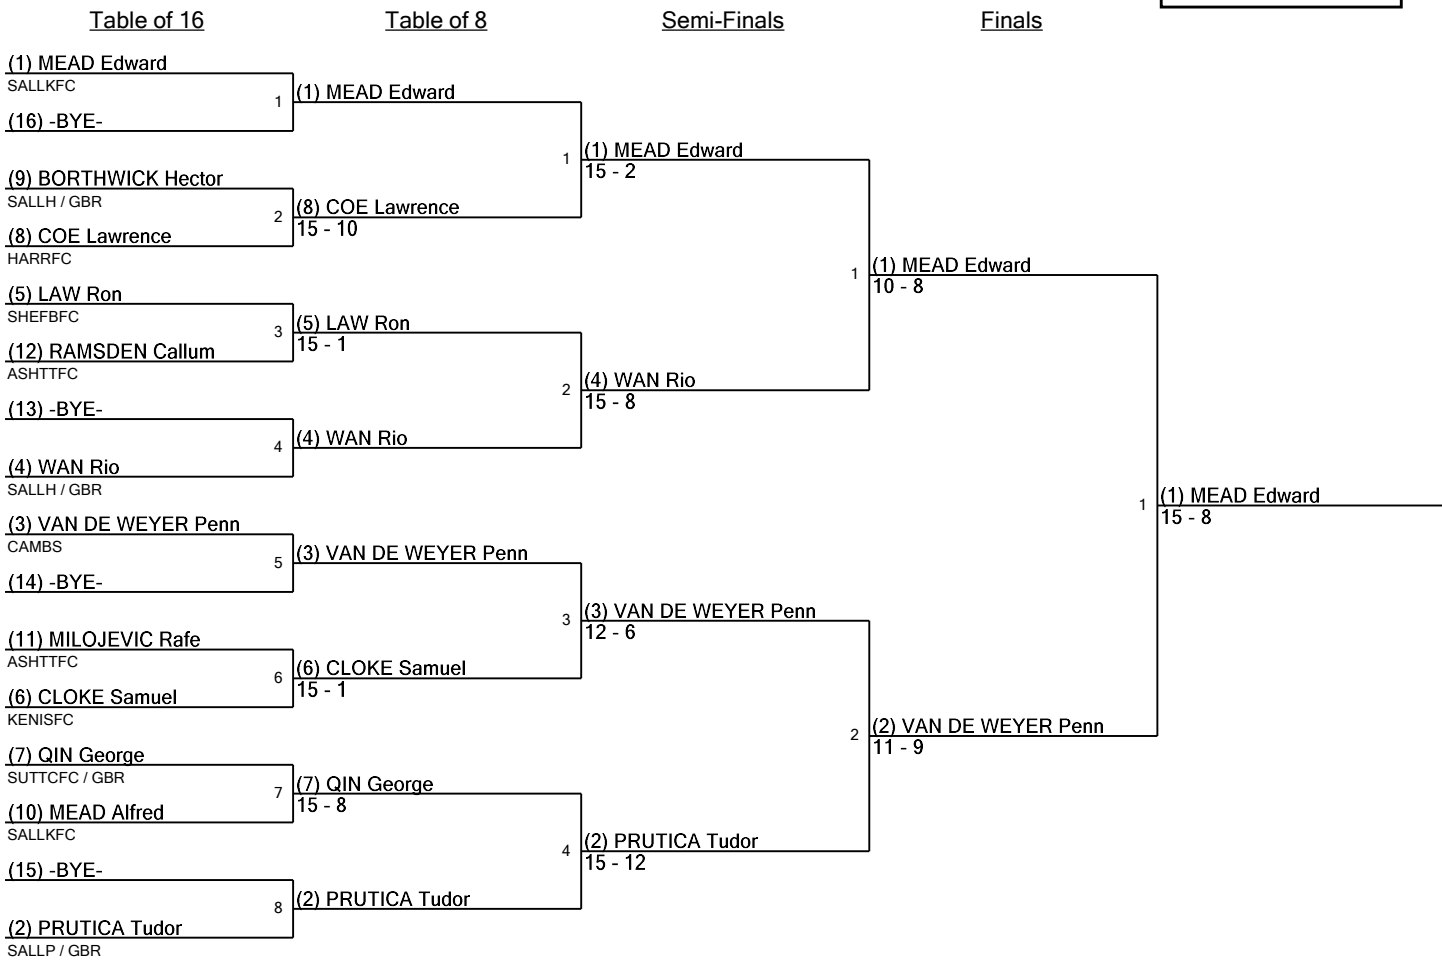 Table of 16
Table of 8
Semi-Finals
Finals
(1) MEAD Edward
SALLKFC
1
(16) -BYE-
(9) BORTHWICK Hector
SALLH / GBR
2
(8) COE Lawrence
HARRFC
(5) LAW Ron
SHEFBFC
3
(12) RAMSDEN Callum
ASHTTFC
(13) -BYE-
4
(4) WAN Rio
SALLH / GBR
(3) VAN DE WEYER Penn
CAMBS
5
(14) -BYE-
(11) MILOJEVIC Rafe
ASHTTFC
6
(6) CLOKE Samuel
KENISFC
(7) QIN George
SUTTCFC / GBR
7
(10) MEAD Alfred
SALLKFC
(15) -BYE-
8
(2) PRUTICA Tudor
SALLP / GBR
(1) MEAD Edward
1
(8) COE Lawrence
15 - 10
(5) LAW Ron
15 - 1
2
(4) WAN Rio
(3) VAN DE WEYER Penn
3
(6) CLOKE Samuel
15 - 1
(7) QIN George
15 - 8
4
(2) PRUTICA Tudor
(1) MEAD Edward
15 - 2
1
(4) WAN Rio
15 - 8
(3) VAN DE WEYER Penn
12 - 6
2
(2) PRUTICA Tudor
15 - 12
(1) MEAD Edward
10 - 8
1
(2) VAN DE WEYER Penn
11 - 9
(1) MEAD Edward
15 - 8